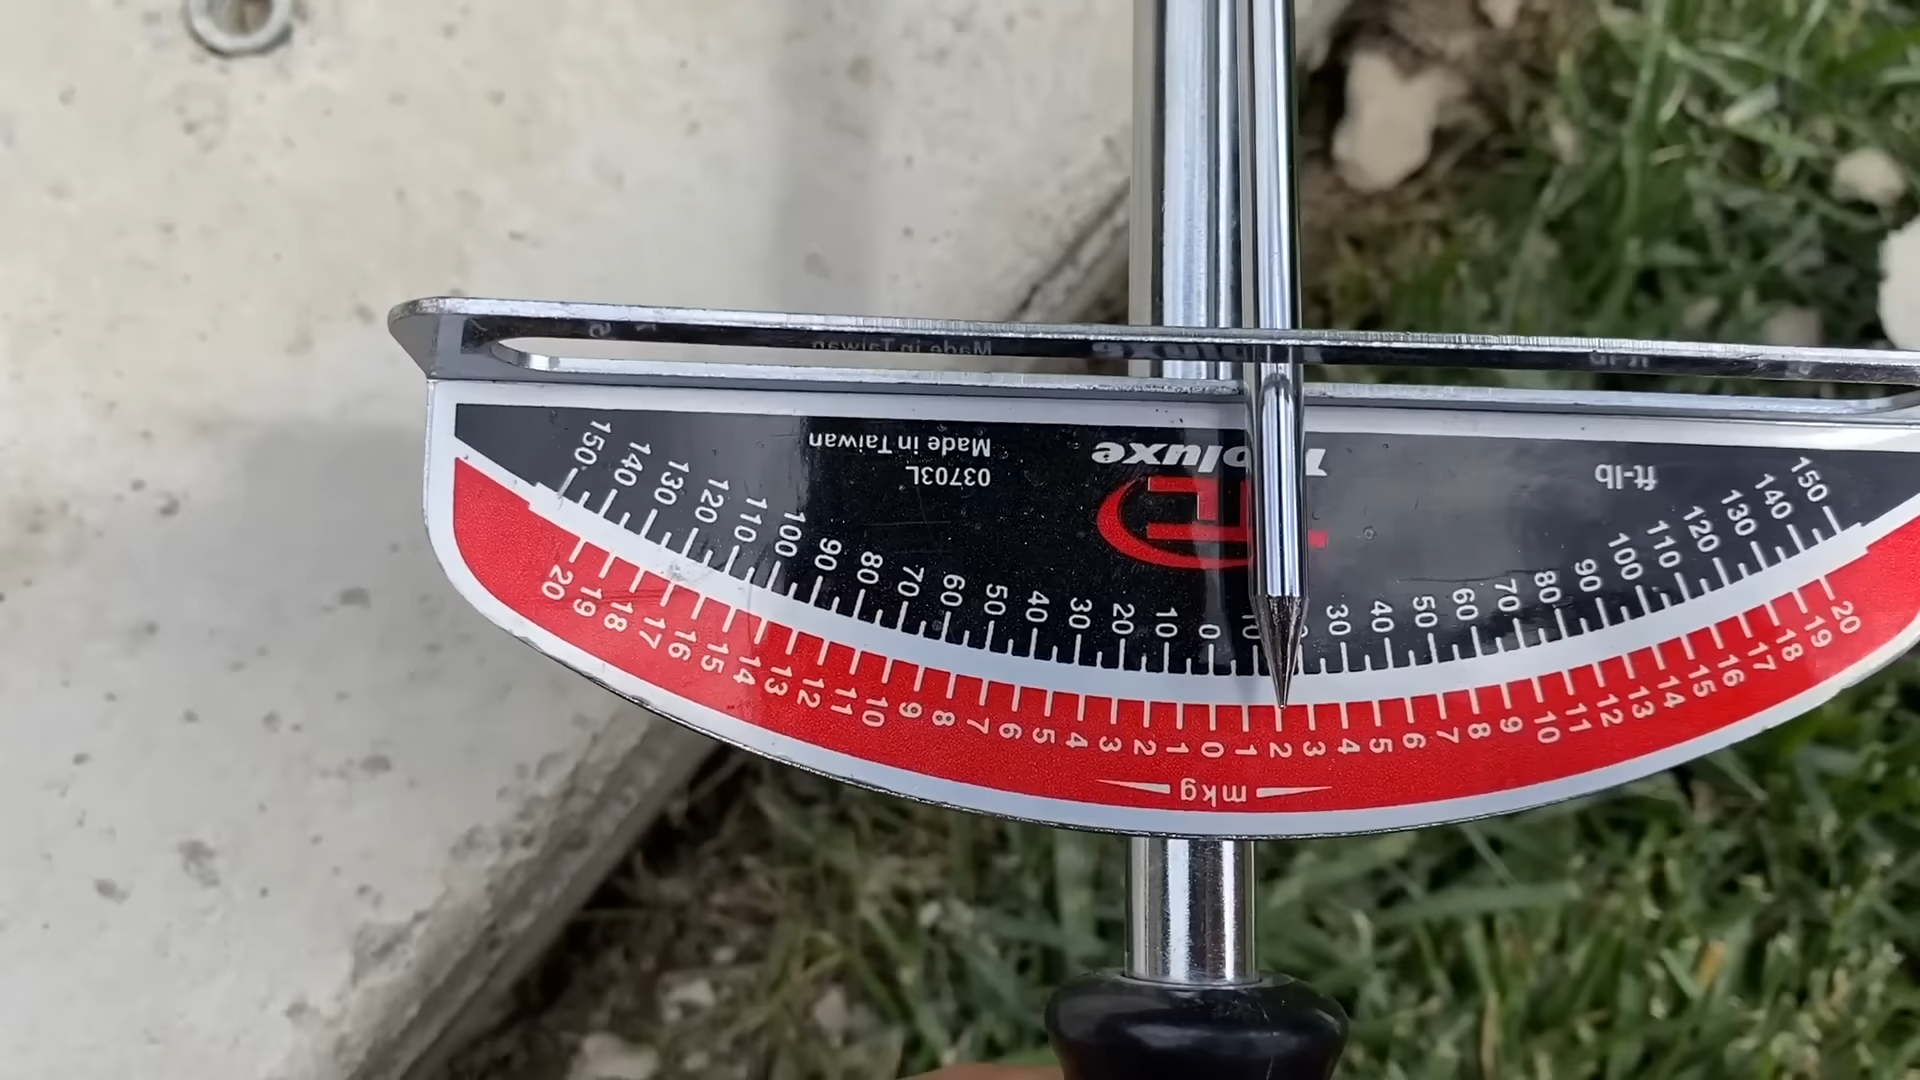 Made in Taiwan
03703L
ft-lb
150 140 130 120 110 100 90 80 70 60 50 40 30 20 10 0 10 30 40 50 60 70 80 90 100 110 120 130 140 150
20 19 18 17 16 15 14 13 12 11 10 9 8 7 6 5 4 3 2 1 0 1 2 3 4 5 6 7 8 9 10 11 12 13 14 15 16 17 18 19 20
mkg